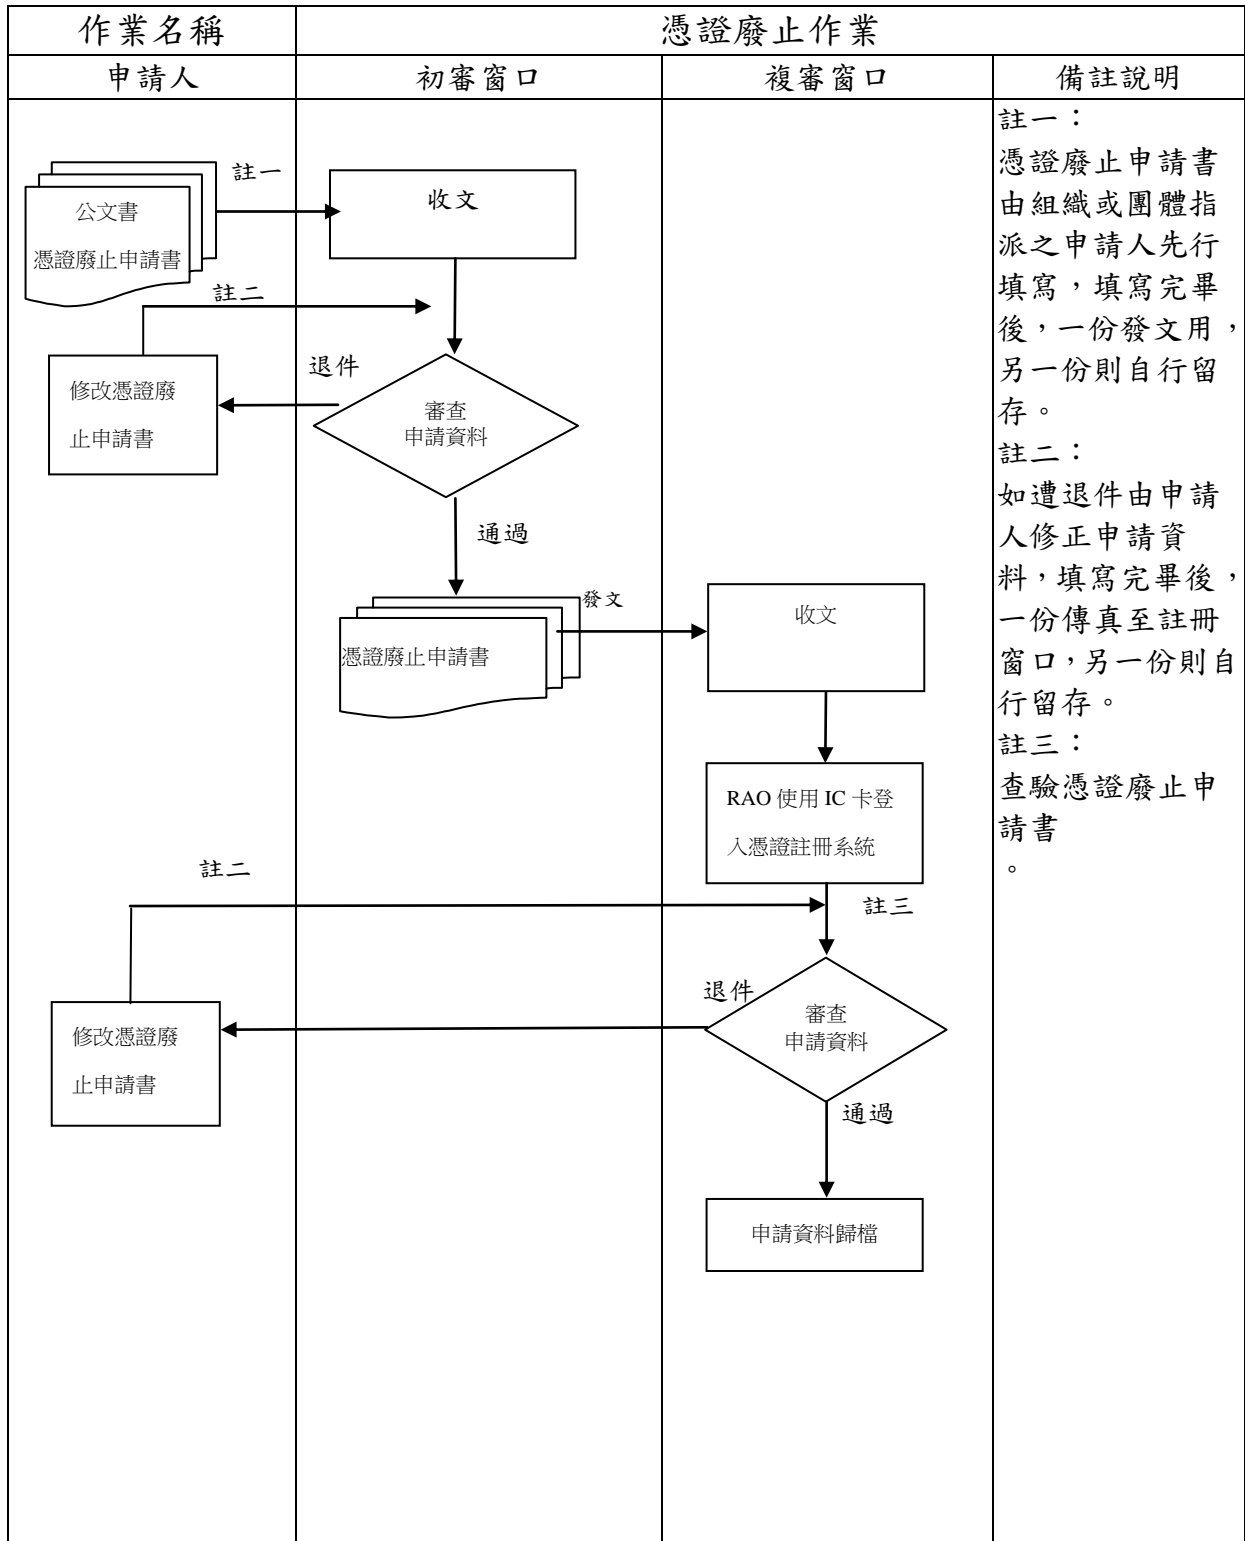 作業名稱
憑證廢止作業
申請人
初審窗口
複審窗口
備註說明
註一
公文書
憑證廢止申請書
收文
註二
修改憑證廢
止申請書
退件
審查
申請資料
通過
憑證廢止申請書
發文
收文
RAO 使用 IC 卡登
入憑證註冊系統
註二
註三
修改憑證廢
止申請書
退件
審查
申請資料
通過
申請資料歸檔
註一：
憑證廢止申請書
由組織或團體指
派之申請人先行
填寫，填寫完畢
後，一份發文用，
另一份則自行留
存。
註二：
如遭退件由申請
人修正申請資
料，填寫完畢後，
一份傳真至註冊
窗口，另一份則自
行留存。
註三：
查驗憑證廢止申
請書
。